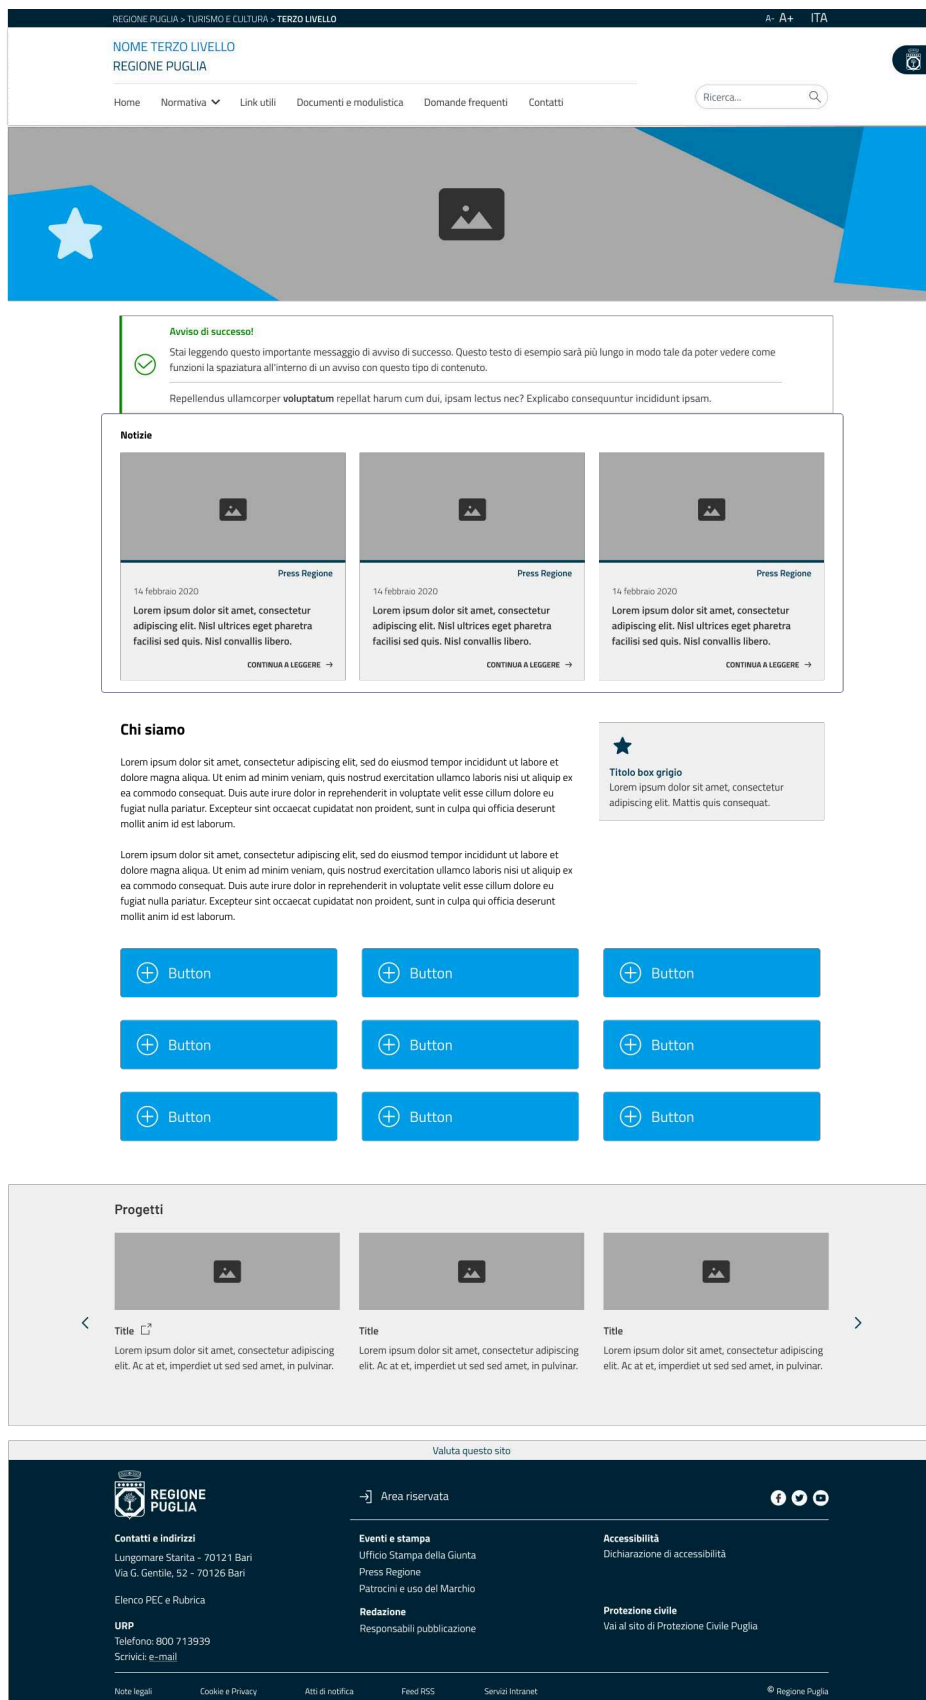 REGIONE PUGLIA > TURISMO E CULTURA > TERZO LIVELLO
A- A+ ITA
NOME TERZO LIVELLO
REGIONE PUGLIA
Home Normativa Link utili Documenti e modulistica Domande frequenti Contatti
Ricerca...
Avviso di successo!
Stai leggendo questo importante messaggio di avviso di successo. Questo testo di esempio sarà più lungo in modo tale da poter vedere come
funzioni la spaziatura all'interno di un avviso con questo tipo di contenuto.
Repellendus ullamcorper voluptatum repellat harum cum dui, ipsam lectus nec? Explicabo consequuntur incididunt ipsam.
Notizie
Press Regione
14 febbraio 2020
Lorem ipsum dolor sit amet, consectetur
adipiscing elit. Nisl ultrices eget pharetra
facilisi sed quis. Nisl convallis libero.
CONTINUA A LEGGERE
Press Regione
14 febbraio 2020
Lorem ipsum dolor sit amet, consectetur
adipiscing elit. Nisl ultrices eget pharetra
facilisi sed quis. Nisl convallis libero.
CONTINUA A LEGGERE
Press Regione
14 febbraio 2020
Lorem ipsum dolor sit amet, consectetur
adipiscing elit. Nisl ultrices eget pharetra
facilisi sed quis. Nisl convallis libero.
CONTINUA A LEGGERE
Chi siamo
Lorem ipsum dolor sit amet, consectetur adipiscing elit, sed do eiusmod tempor incididunt ut labore et
dolore magna aliqua. Ut enim ad minim veniam, quis nostrud exercitation ullamco laboris nisi ut aliquip ex
ea commodo consequat. Duis aute irure dolor in reprehenderit in voluptate velit esse cillum dolore eu
fugiat nulla pariatur. Excepteur sint occaecat cupidatat non proident, sunt in culpa qui officia deserunt
mollit anim id est laborum.
Lorem ipsum dolor sit amet, consectetur adipiscing elit, sed do eiusmod tempor incididunt ut labore et
dolore magna aliqua. Ut enim ad minim veniam, quis nostrud exercitation ullamco laboris nisi ut aliquip ex
ea commodo consequat. Duis aute irure dolor in reprehenderit in voluptate velit esse cillum dolore eu
fugiat nulla pariatur. Excepteur sint occaecat cupidatat non proident, sunt in culpa qui officia deserunt
mollit anim id est laborum.
Titolo box grigio
Lorem ipsum dolor sit amet, consectetur
adipiscing elit. Mattis quis consequat.
Button Button Button
Button Button Button
Button Button Button
Progetti
Title
Lorem ipsum dolor sit amet, consectetur adipiscing
elit. Ac at et, imperdiet ut sed sed amet, in pulvinar.
Title
Lorem ipsum dolor sit amet, consectetur adipiscing
elit. Ac at et, imperdiet ut sed sed amet, in pulvinar.
Title
Lorem ipsum dolor sit amet, consectetur adipiscing
elit. Ac at et, imperdiet ut sed sed amet, in pulvinar.
Valuta questo sito
REGIONE
PUGLIA
Area riservata
Contatti e indirizzi
Lungomare Starita - 70121 Bari
Via G. Gentile, 52 - 70126 Bari
Elenco PEC e Rubrica
URP
Telefono: 800 713939
Scrivici: e-mail
Eventi e stampa
Ufficio Stampa della Giunta
Press Regione
Patrocini e uso del Marchio
Redazione
Responsabili pubblicazione
Accessibilità
Dichiarazione di accessibilità
Protezione civile
Vai al sito di Protezione Civile Puglia
Note legali Cookie e Privacy Atti di notifica Feed RSS Servizi Intranet © Regione Puglia